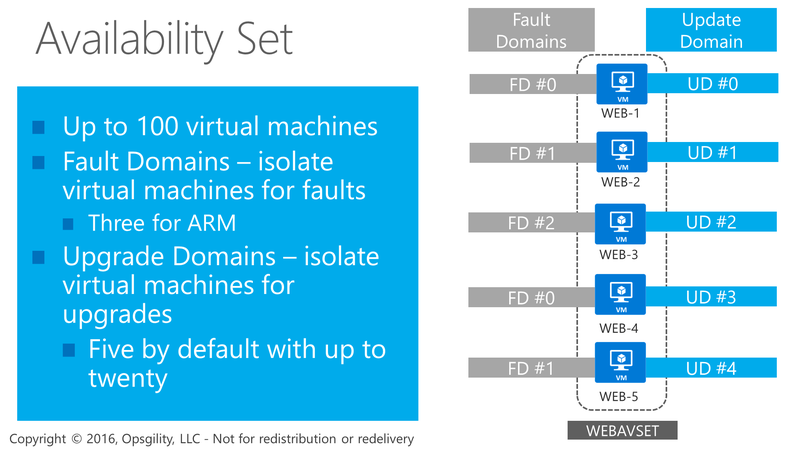 Availability Set
Up to 100 virtual machines
Fault Domains – isolate
virtual machines for faults
Three for ARM
Upgrade Domains – isolate
virtual machines for
upgrades
Five by default with up to
twenty
Fault
Domains
Update
Domain
FD #0
VM
UD #0
WEB-1
FD #1
VM
UD #1
WEB-2
FD #2
VM
UD #2
WEB-3
FD #0
VM
UD #3
WEB-4
FD #1
VM
UD #4
WEB-5
WEBAVSET
Copyright © 2016, Opsgility, LLC - Not for redistribution or redelivery